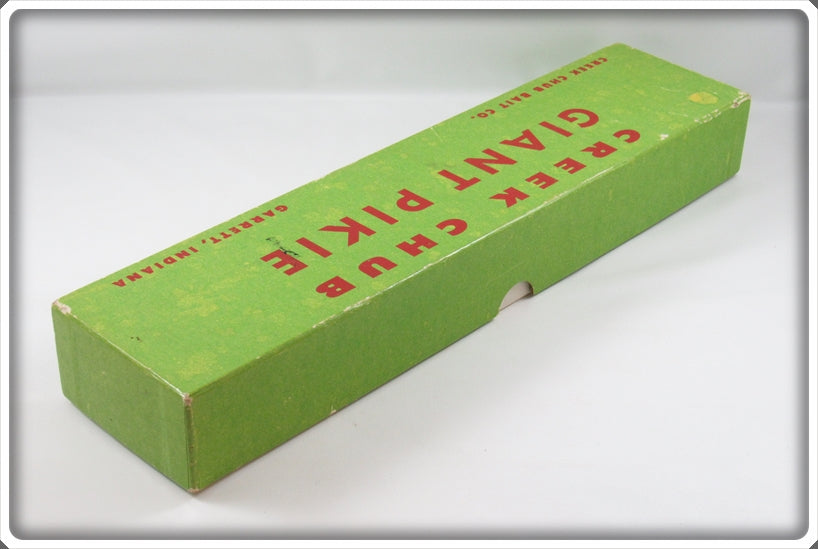 CREEK CHUB
GIANT PIKIE
CREEK CHUB BAIT CO.
GARRETT, INDIANA